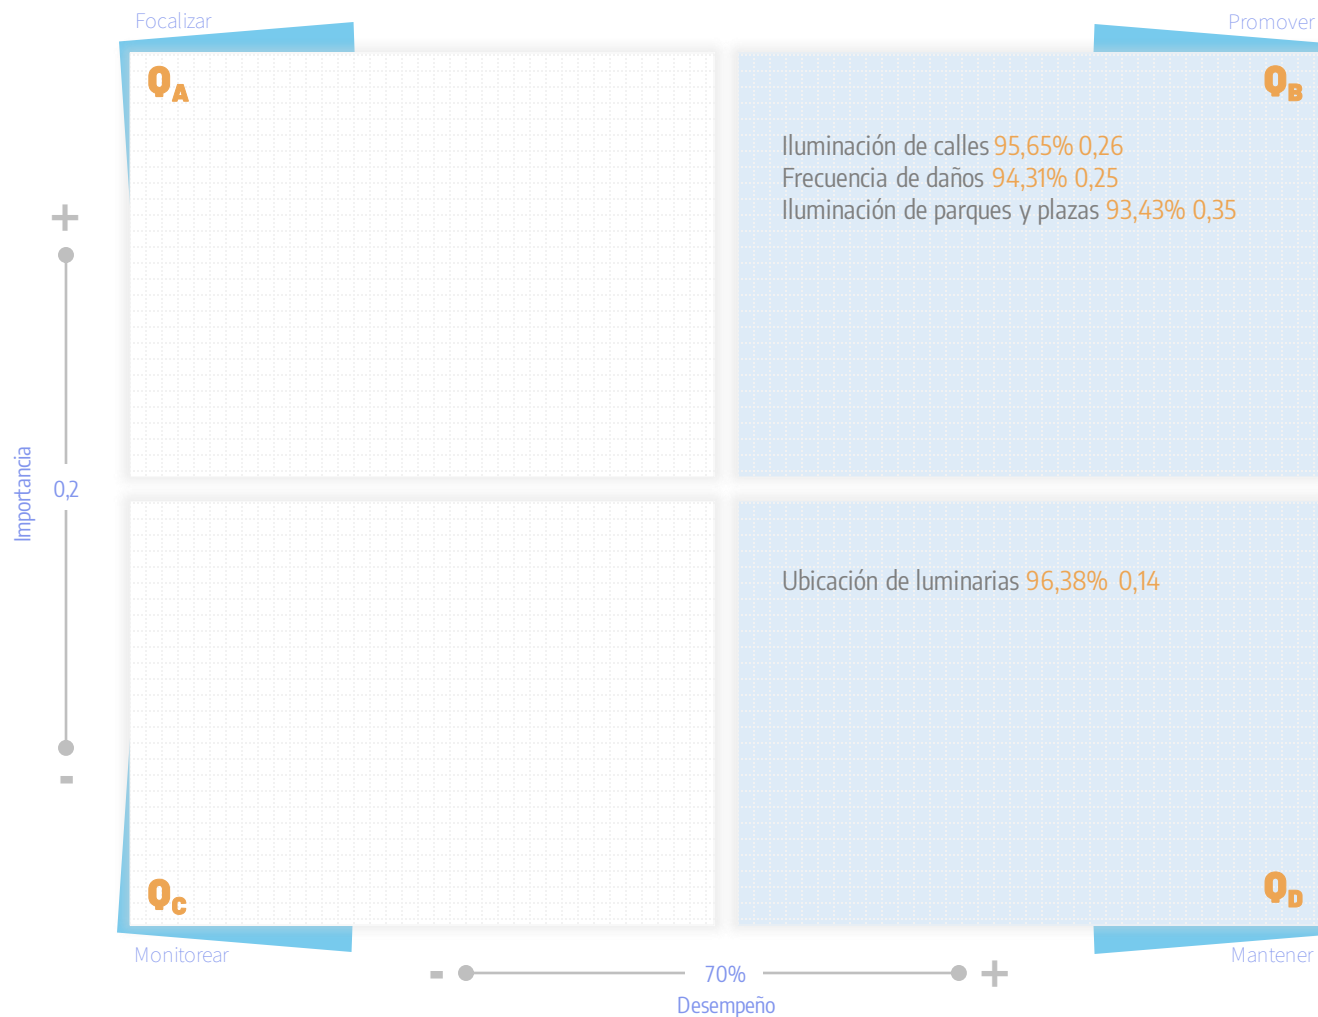 Focalizar
Promover
QA
QB
Iluminación de calles 95,65% 0,26
Frecuencia de daños 94,31% 0,25
Iluminación de parques y plazas 93,43% 0,35
+
Importancia
0,2
-
Ubicación de luminarias 96,38% 0,14
QC
QD
Monitorear
Mantener
- 70% +
Desempeño